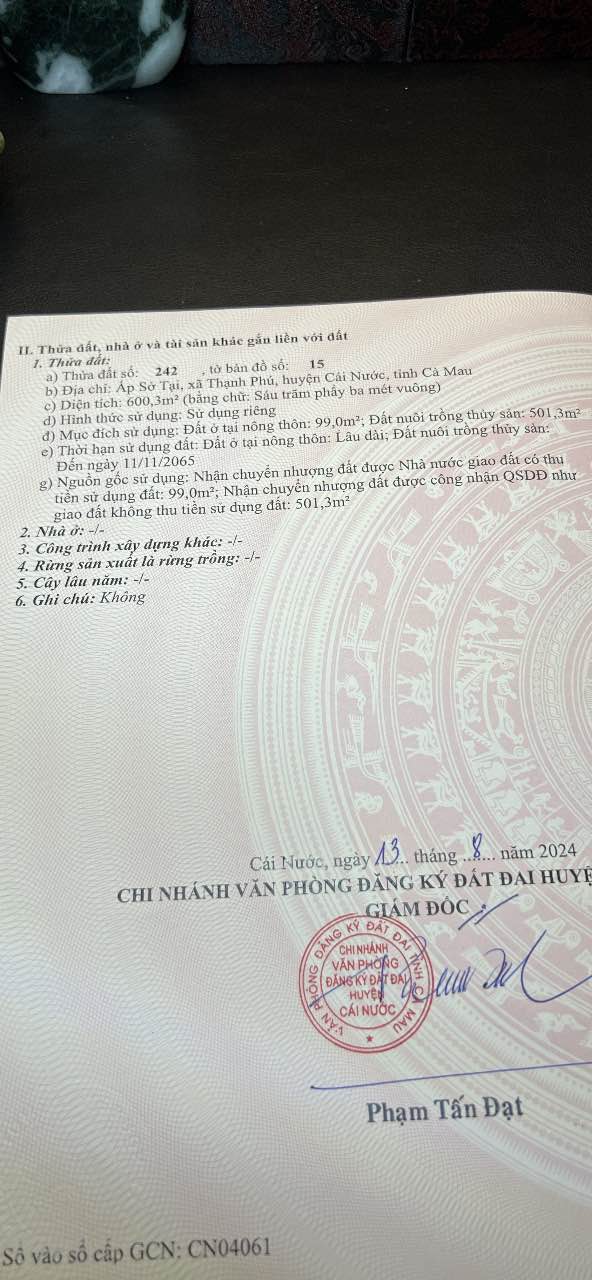 II. Thửa đất, nhà ở và tài sản khác gắn liền với đất
1. Thửa đất:
a) Thửa đất số: 242 , tờ bản đồ số: 15
b) Địa chỉ: Ấp Sở Tại, xã Thạnh Phú, huyện Cái Nước, tỉnh Cà Mau
c) Diện tích: 600,3m² (bằng chữ: Sáu trăm phẩy ba mét vuông)
d) Hình thức sử dụng: Sử dụng riêng
đ) Mục đích sử dụng: Đất ở tại nông thôn: 99,0m²; Đất nuôi trồng thủy sản: 501,3m²
e) Thời hạn sử dụng đất: Đất ở tại nông thôn: Lâu dài; Đất nuôi trồng thủy sản:
Đến ngày 11/11/2065
g) Nguồn gốc sử dụng: Nhận chuyển nhượng đất được Nhà nước giao đất có thu
tiền sử dụng đất: 99,0m²; Nhận chuyển nhượng đất được công nhận QSDĐ như
giao đất không thu tiền sử dụng đất: 501,3m²
2. Nhà ở: -/-
3. Công trình xây dựng khác: -/-
4. Rừng sản xuất là rừng trồng: -/-
5. Cây lâu năm: -/-
6. Ghi chú: Không
Cái Nước, ngày 13 tháng 8 năm 2024
CHI NHÁNH VĂN PHÒNG ĐĂNG KÝ ĐẤT ĐAI HUYỆ
GIÁM ĐỐC
VĂN PHÒNG ĐĂNG KÝ ĐẤT ĐAI TỈNH CÀ MAU
CHI NHÁNH
VĂN PHÒNG
ĐĂNG KÝ ĐẤT ĐAI
HUYỆN
CÁI NƯỚC
Phạm Tấn Đạt
Số vào sổ cấp GCN: CN04061